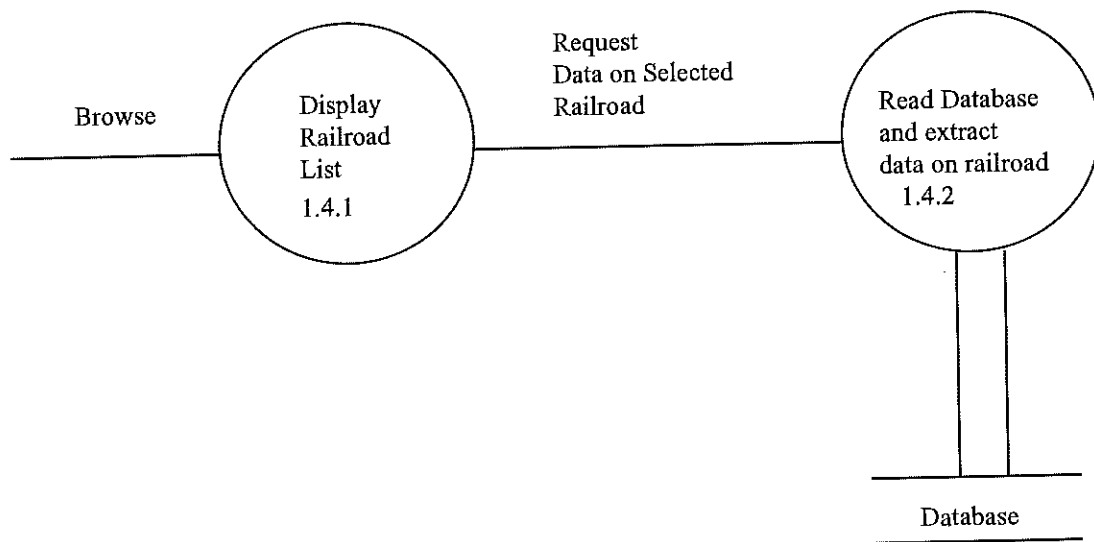 Browse
Display
Railroad
List
1.4.1
Request
Data on Selected
Railroad
Read Database
and extract
data on railroad
1.4.2
Database